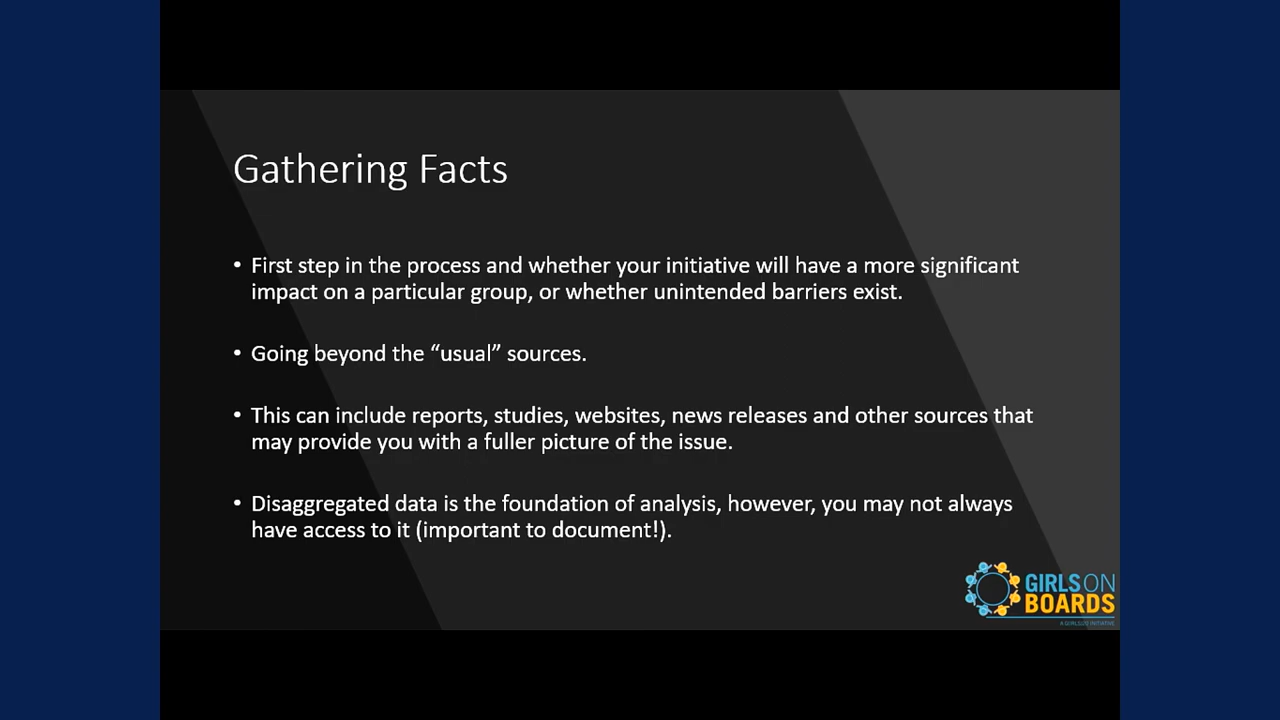 Gathering Facts
• First step in the process and whether your initiative will have a more significant
impact on a particular group, or whether unintended barriers exist.
• Going beyond the “usual” sources.
• This can include reports, studies, websites, news releases and other sources that
may provide you with a fuller picture of the issue.
• Disaggregated data is the foundation of analysis, however, you may not always
have access to it (important to document!).
GIRLS ON
BOARDS
A GIRLS20 INITIATIVE